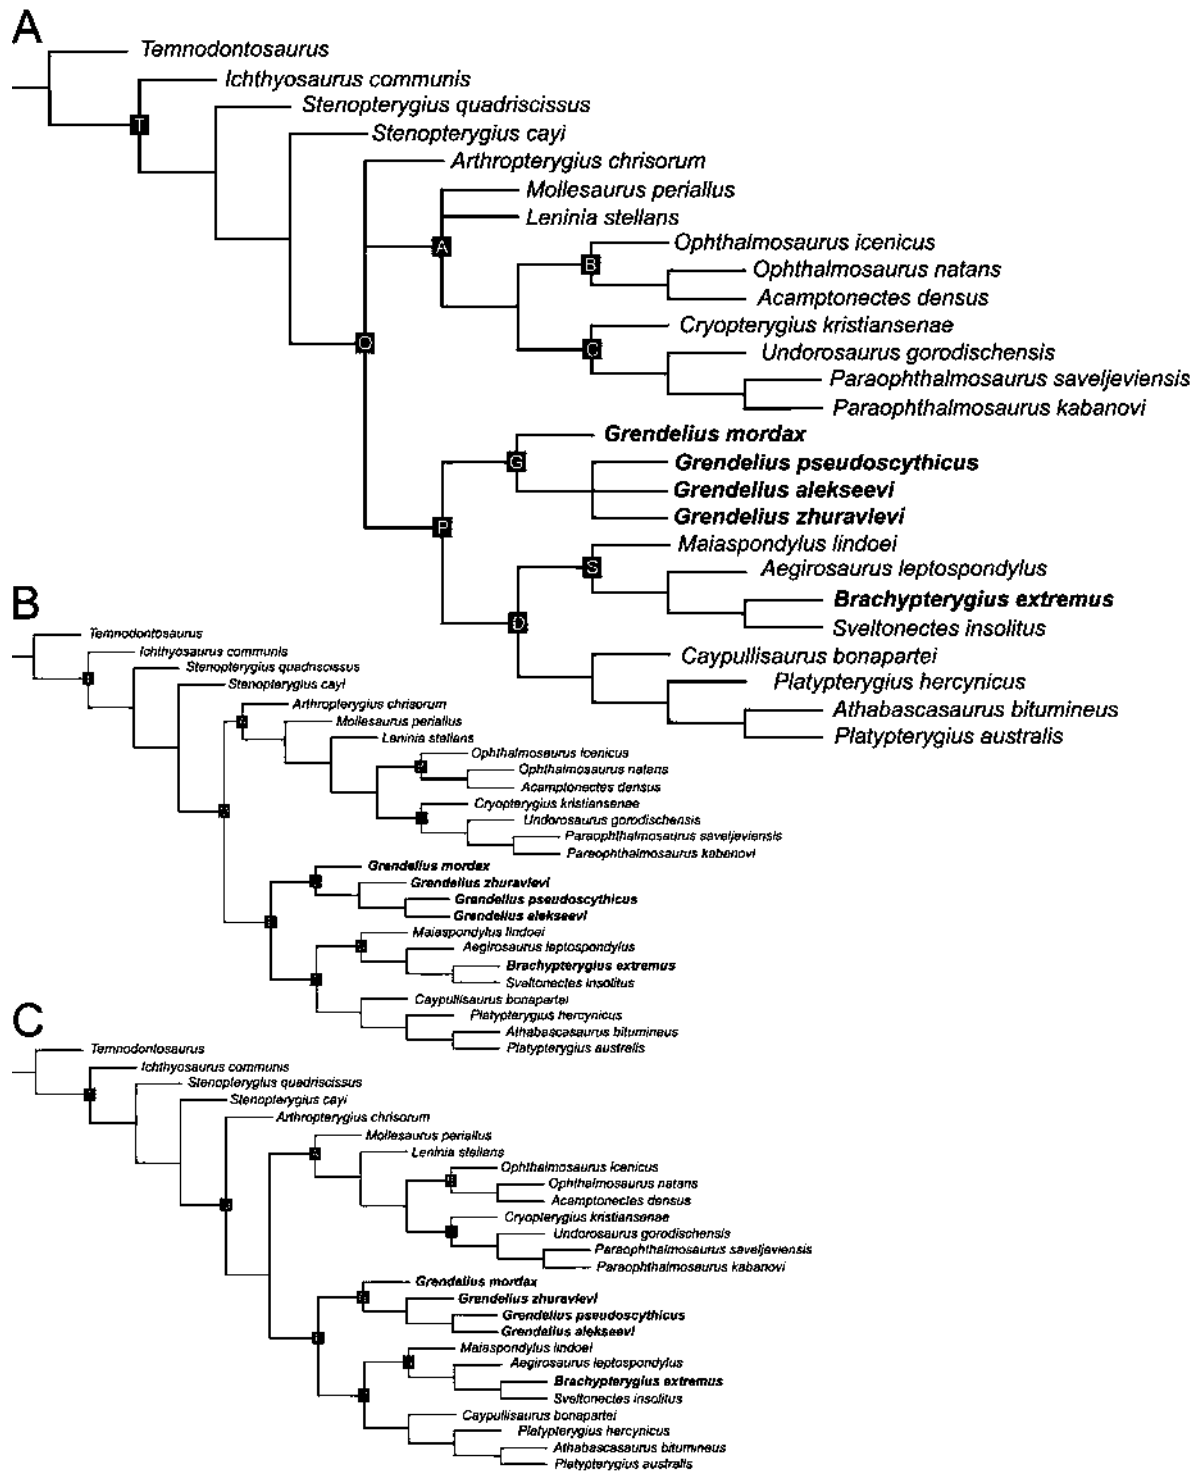 A
Temnodontosaurus
Ichthyosaurus communis
T
Stenopterygius quadriscissus
Stenopterygius cayi
Arthropterygius chrisorum
Mollesaurus periallus
Leninia stellans
A
Ophthalmosaurus icenicus
B
Ophthalmosaurus natans
Acamptonectes densus
Cryopterygius kristiansenae
O
C
Undorosaurus gorodischensis
Paraophthalmosaurus saveljeviensis
Paraophthalmosaurus kabanovi
Grendelius mordax
G
Grendelius pseudoscythicus
Grendelius alekseevi
Grendelius zhuravlevi
P
Maiaspondylus lindoei
S
Aegirosaurus leptospondylus
Brachypterygius extremus
D
Sveltonectes insolitus
Caypullisaurus bonapartei
Platypterygius hercynicus
Athabascasaurus bitumineus
Platypterygius australis
B
Temnodontosaurus
Ichthyosaurus communis
Stenopterygius quadriscissus
Stenopterygius cayi
Arthropterygius chrisorum
Mollesaurus periallus
Leninia stellans
Ophthalmosaurus icenicus
Ophthalmosaurus natans
Acamptonectes densus
Cryopterygius kristiansenae
Undorosaurus gorodischensis
Paraophthalmosaurus saveljeviensis
Paraophthalmosaurus kabanovi
Grendelius mordax
Grendelius zhuravlevi
Grendelius pseudoscythicus
Grendelius alekseevi
Maiaspondylus lindoei
Aegirosaurus leptospondylus
Brachypterygius extremus
Sveltonectes insolitus
Caypullisaurus bonapartei
Platypterygius hercynicus
Athabascasaurus bitumineus
Platypterygius australis
C
Temnodontosaurus
Ichthyosaurus communis
Stenopterygius quadriscissus
Stenopterygius cayi
Arthropterygius chrisorum
Mollesaurus periallus
Leninia stellans
Ophthalmosaurus icenicus
Ophthalmosaurus natans
Acamptonectes densus
Cryopterygius kristiansenae
Undorosaurus gorodischensis
Paraophthalmosaurus saveljeviensis
Paraophthalmosaurus kabanovi
Grendelius mordax
Grendelius zhuravlevi
Grendelius pseudoscythicus
Grendelius alekseevi
Maiaspondylus lindoei
Aegirosaurus leptospondylus
Brachypterygius extremus
Sveltonectes insolitus
Caypullisaurus bonapartei
Platypterygius hercynicus
Athabascasaurus bitumineus
Platypterygius australis